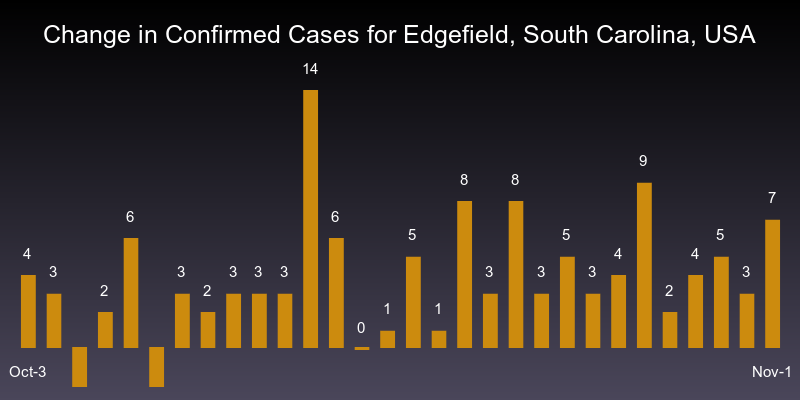 Change in Confirmed Cases for Edgefield, South Carolina, USA
14
9
8 8
7
6 6
5 5 5
4 4 4
3 3 3 3 3 3 3 3 3
2 2 2
1 1
0
Oct-3 Nov-1